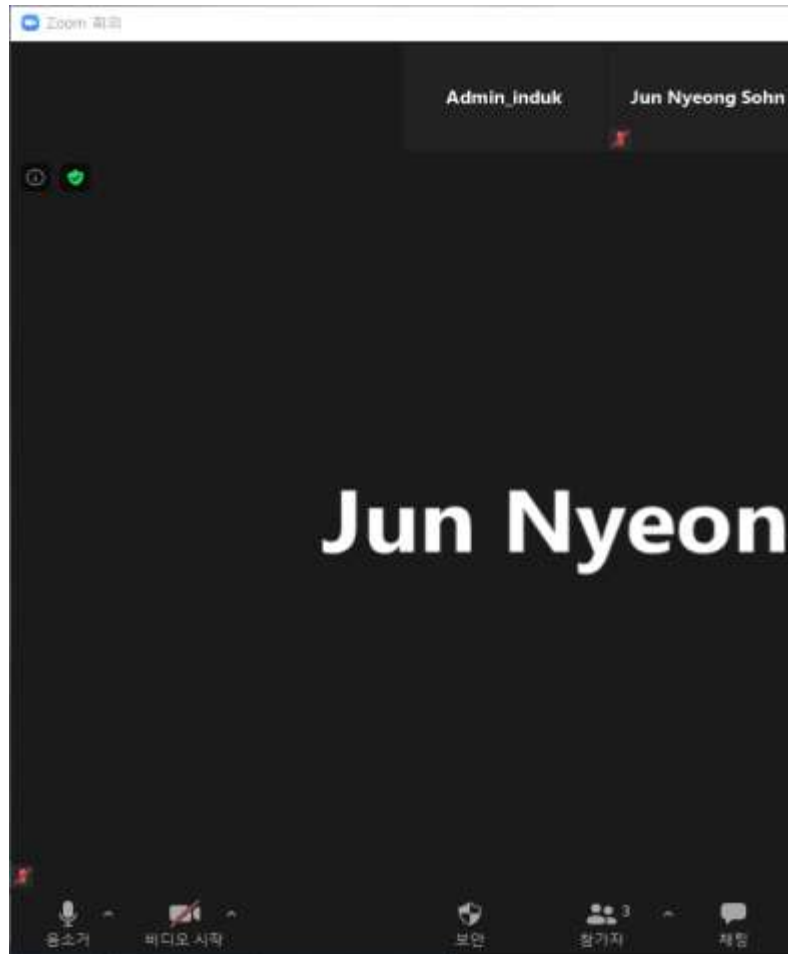 Zoom 회의
Admin_induk
Jun Nyeong Sohn
Jun Nyeon
음소거
비디오 시작
보안
참가자
3
채팅